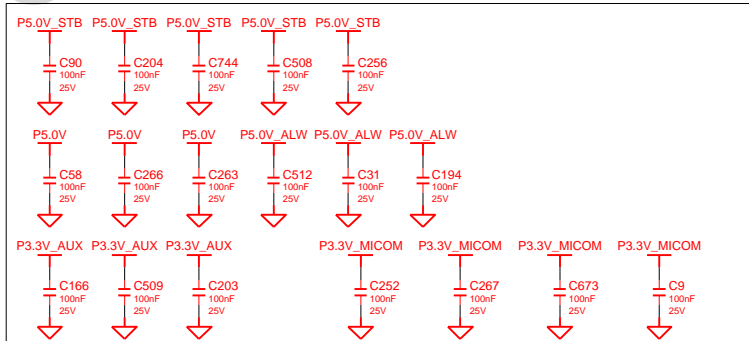 P5.0V_STB P5.0V_STB P5.0V_STB P5.0V_STB P5.0V_STB
C90 C204 C744 C508 C256
100nF 100nF 100nF 100nF 100nF
25V 25V 25V 25V 25V
P5.0V P5.0V P5.0V P5.0V_ALW P5.0V_ALW P5.0V_ALW
C58 C266 C263 C512 C31 C194
100nF 100nF 100nF 100nF 100nF 100nF
25V 25V 25V 25V 25V 25V
P3.3V_AUX P3.3V_AUX P3.3V_AUX P3.3V_MICOM P3.3V_MICOM P3.3V_MICOM P3.3V_MICOM
C166 C509 C203 C252 C267 C673 C9
100nF 100nF 100nF 100nF 100nF 100nF 100nF
25V 25V 25V 25V 25V 25V 25V